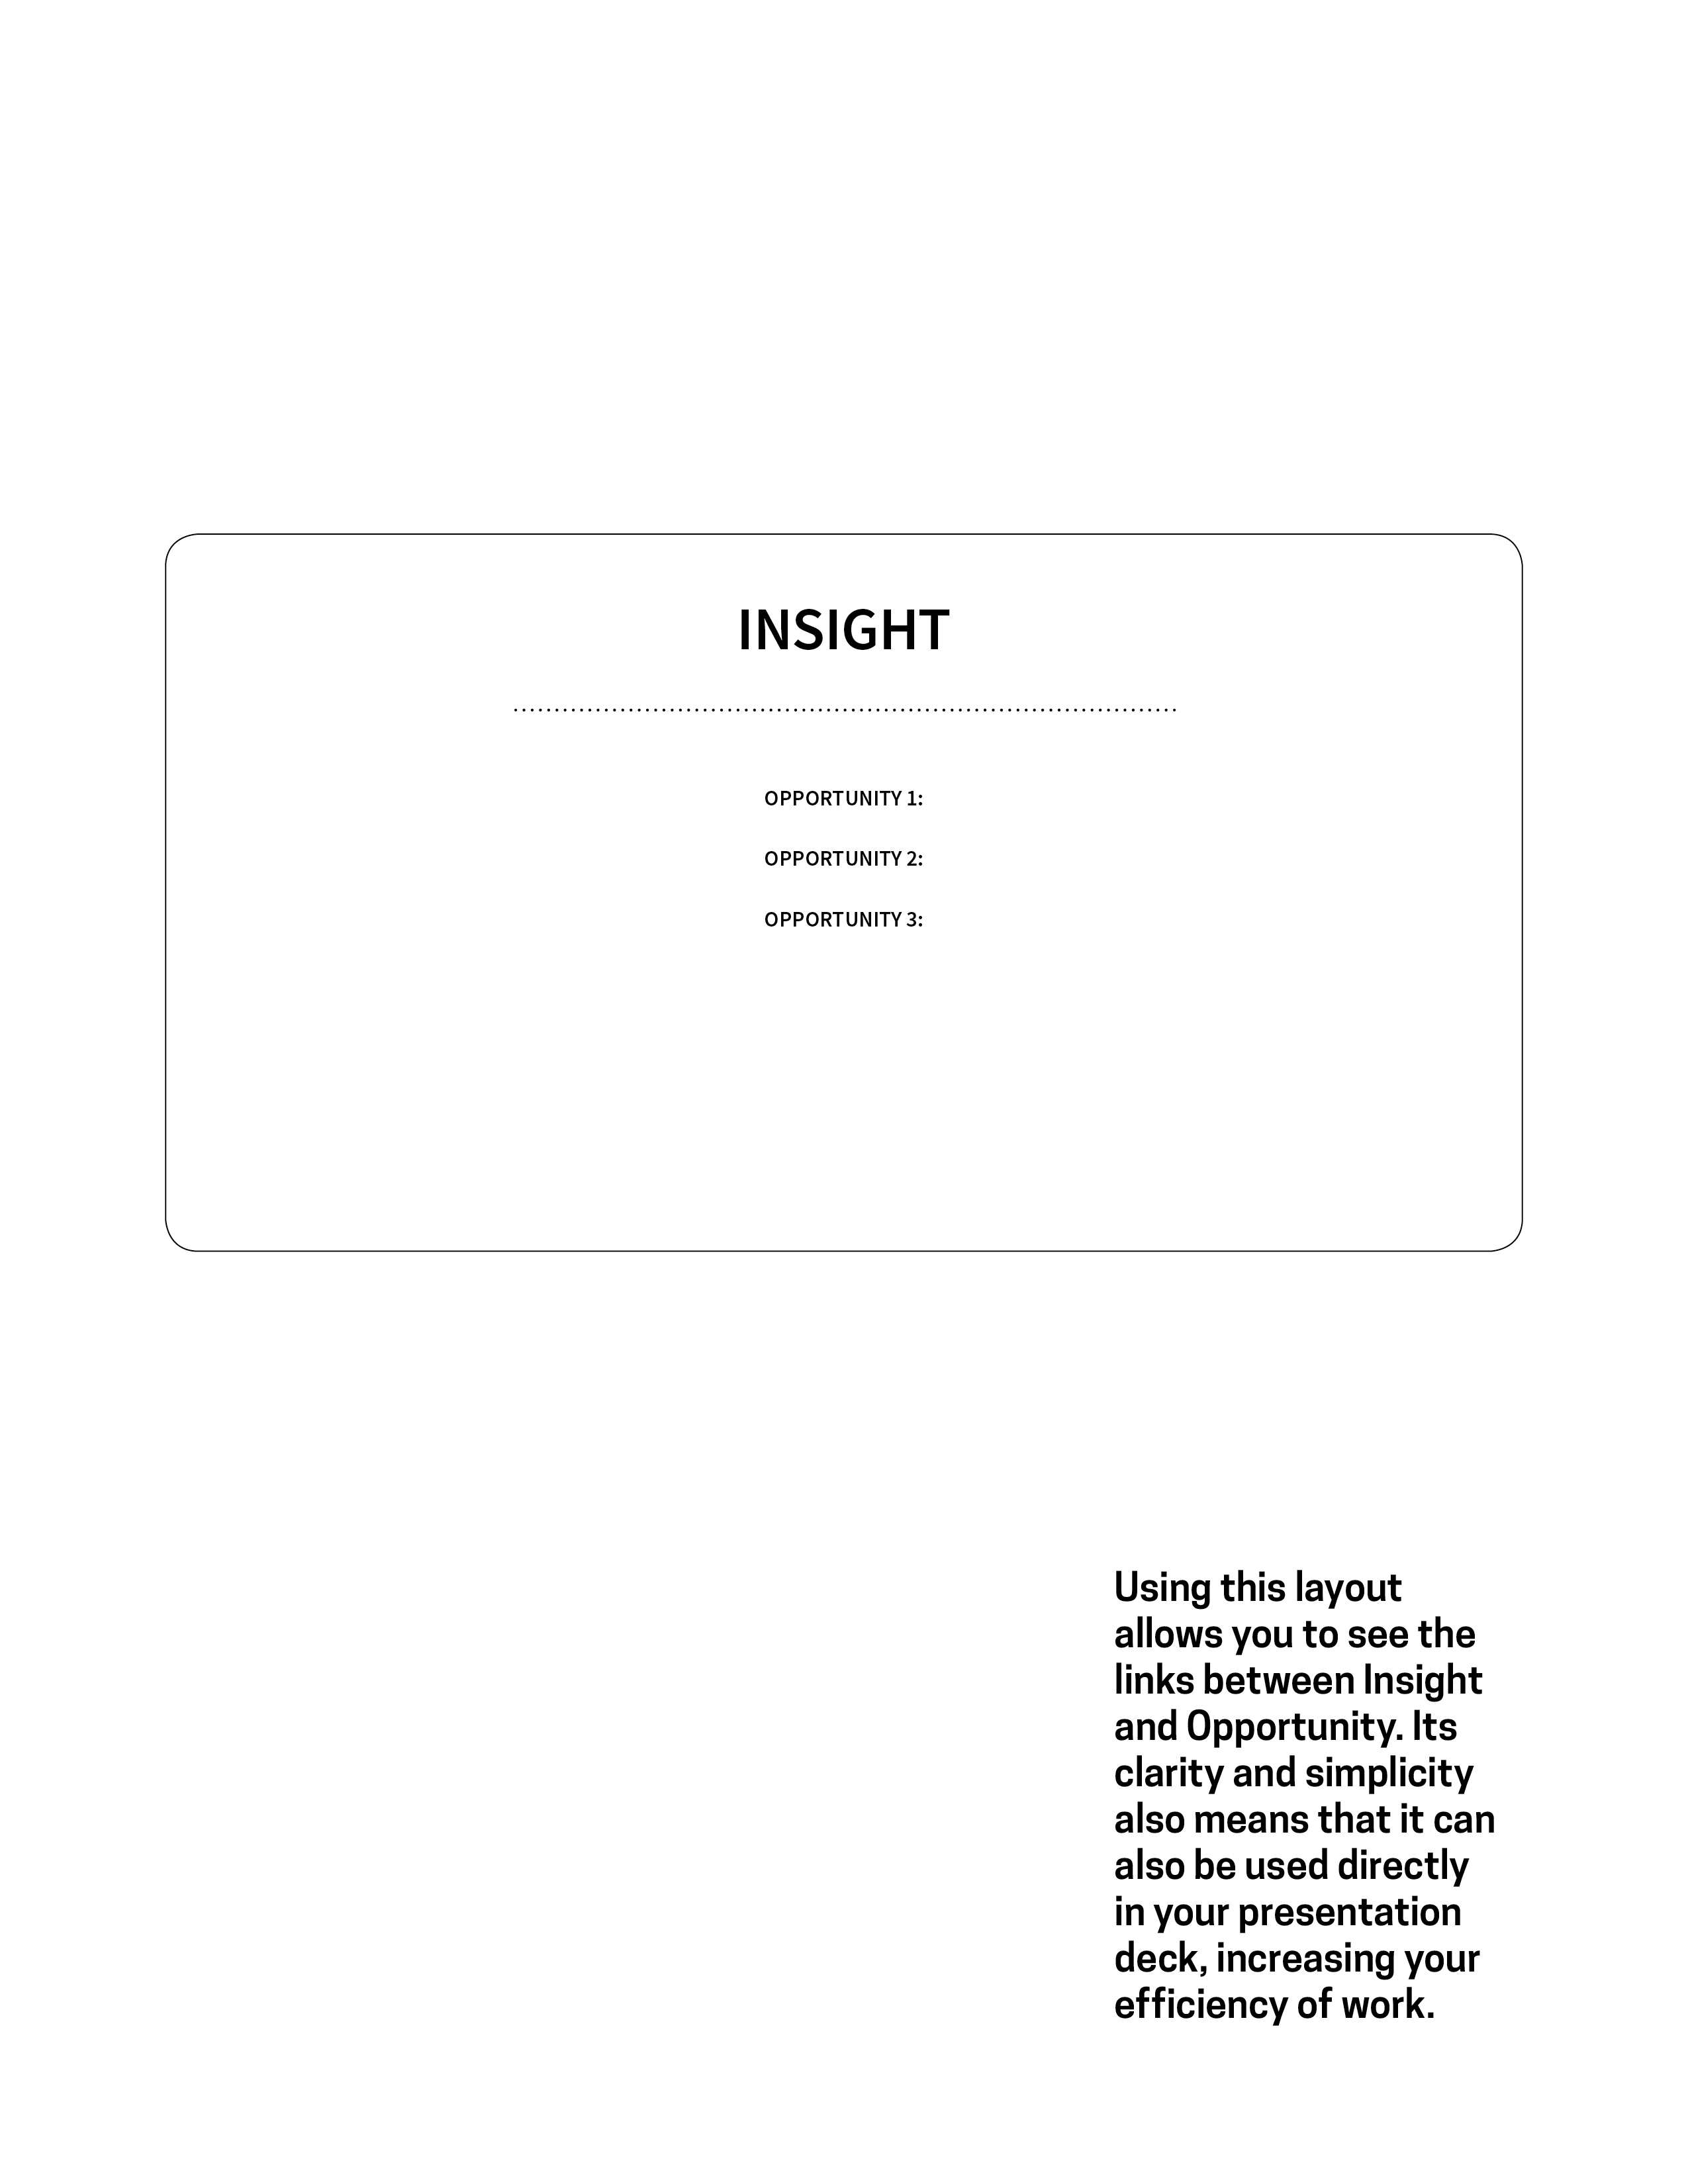 INSIGHT
OPPORTUNITY 1:
OPPORTUNITY 2:
OPPORTUNITY 3:
Using this layout
allows you to see the
links between Insight
and Opportunity. Its
clarity and simplicity
also means that it can
also be used directly
in your presentation
deck, increasing your
efficiency of work.